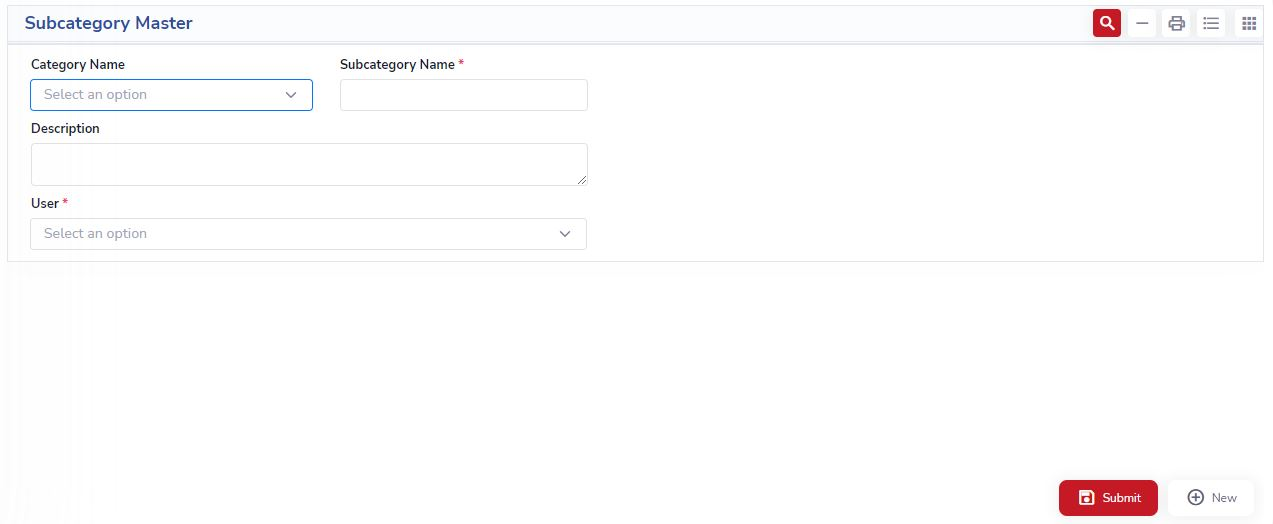 Subcategory Master
Category Name
Subcategory Name *
Select an option
Description
User *
Select an option
Submit
New